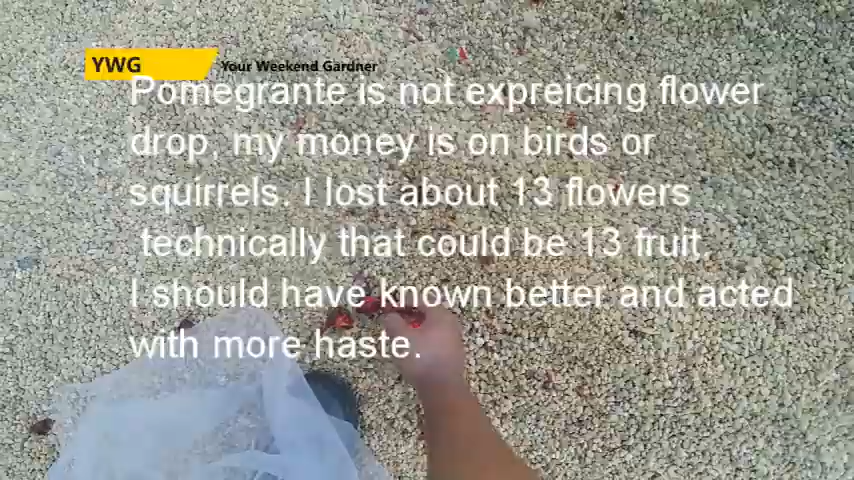 YWG
Your Weekend Gardner
Pomegrante is not expreicing flower
drop, my money is on birds or
squirrels. I lost about 13 flowers
technically that could be 13 fruit.
I should have known better and acted
with more haste.